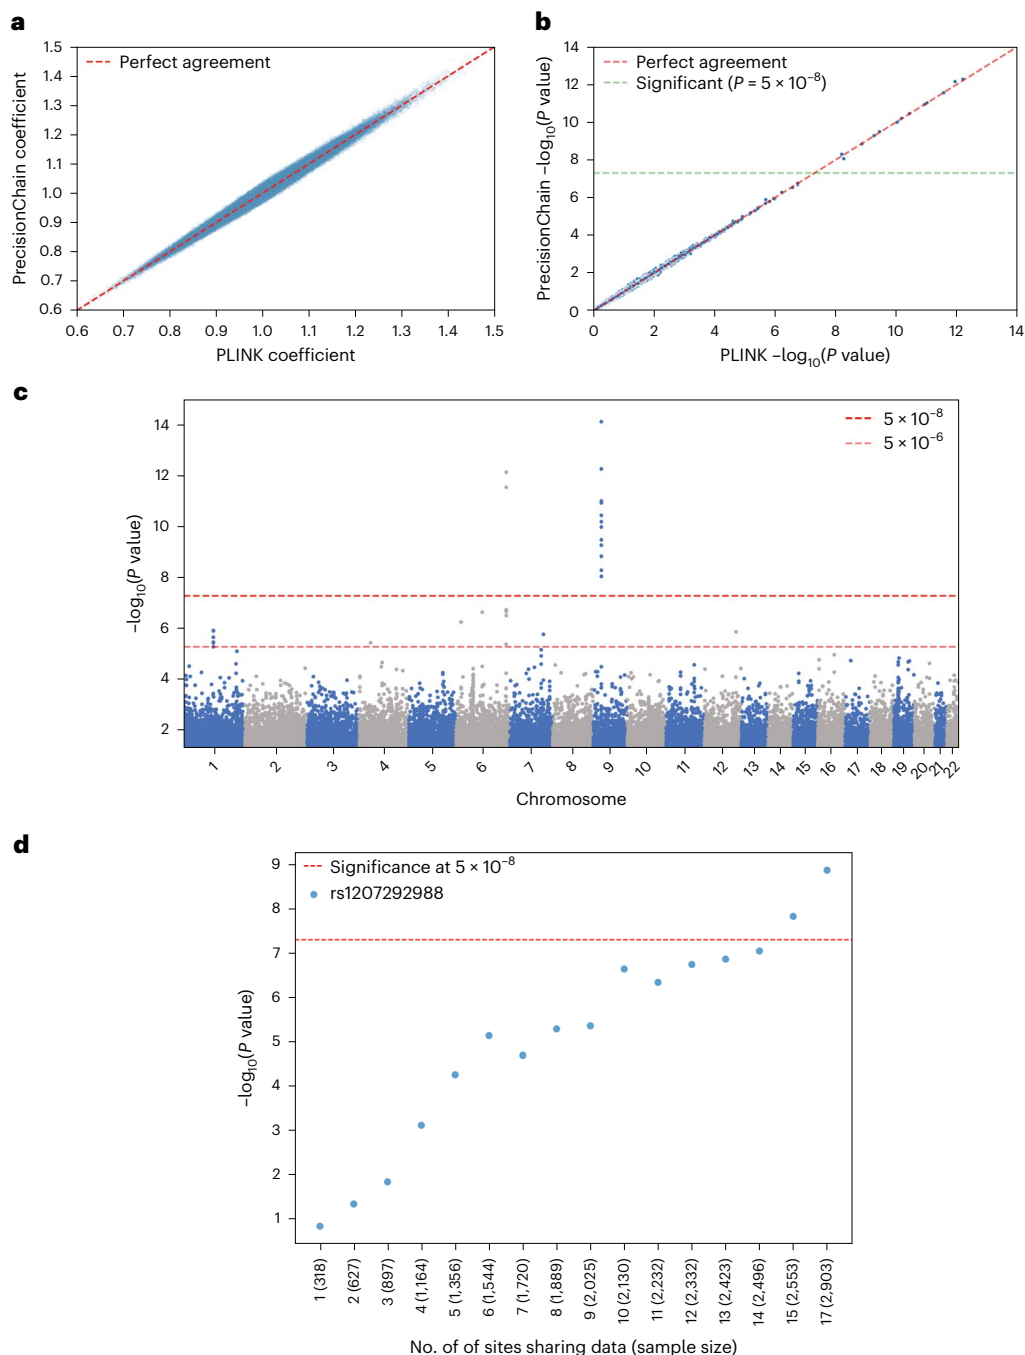 a
PrecisionChain coefficient
1.5
1.4
1.3
1.2
1.1
1.0
0.9
0.8
0.7
0.6
Perfect agreement
0.6 0.7 0.8 0.9 1.0 1.1 1.2 1.3 1.4 1.5
PLINK coefficient
b
PrecisionChain –log10(P value)
14
12
10
8
6
4
2
0
Perfect agreement
Significant (P = 5 × 10−8)
0 2 4 6 8 10 12 14
PLINK –log10(P value)
c
–log10(P value)
14
12
10
8
6
4
2
5 × 10−8
5 × 10−6
1 2 3 4 5 6 7 8 9 10 11 12 13 14 15 16 17 18 19 20 21 22
Chromosome
d
–log10(P value)
9
8
7
6
5
4
3
2
1
Significance at 5 × 10−8
rs1207292988
1 (318)
2 (627)
3 (897)
4 (1,164)
5 (1,356)
6 (1,544)
7 (1,720)
8 (1,889)
9 (2,025)
10 (2,130)
11 (2,232)
12 (2,332)
13 (2,423)
14 (2,496)
15 (2,553)
17 (2,903)
No. of of sites sharing data (sample size)